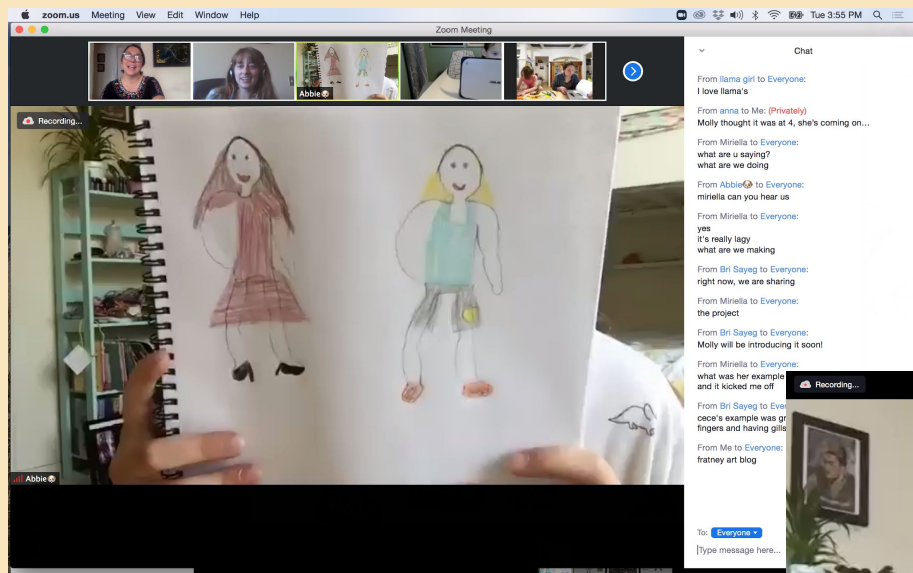 zoom.us Meeting View Edit Window Help
Tue 3:55 PM
Zoom Meeting
Abbie
Recording...
Abbie
Chat
From llama girl to Everyone:
I love llama's
From anna to Me: (Privately)
Molly thought it was at 4, she's coming on…
From Miriella to Everyone:
what are u saying?
what are we doing
From Abbie🐶 to Everyone:
miriella can you hear us
From Miriella to Everyone:
yes
it's really lagy
what are we making
From Bri Sayeg to Everyone:
right now, we are sharing
From Miriella to Everyone:
the project
From Bri Sayeg to Everyone:
Molly will be introducing it soon!
From Miriella to Everyone:
what was her example
and it kicked me off
From Bri Sayeg to
cece's example was
fingers and having gills
From Me to Everyone:
fratney art blog
To: Everyone
Type message here...
Recording...